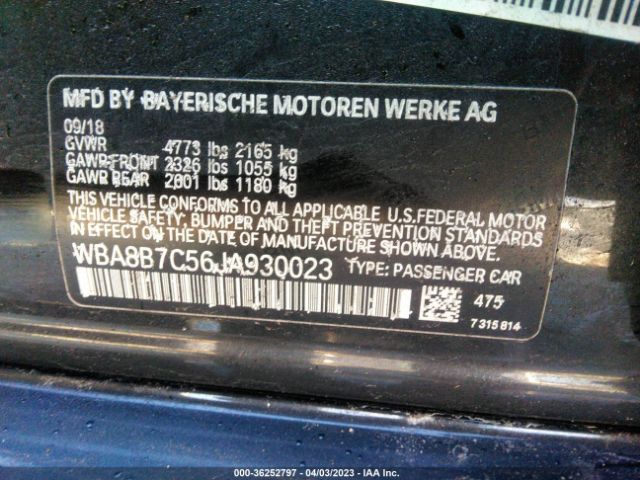 MFD BY BAYERISCHE MOTOREN WERKE AG
09/18
GVWR 4773 lbs 2165 kg
GAWR FRONT 2326 lbs 1055 kg
GAWR REAR 2601 lbs 1180 kg
THIS VEHICLE CONFORMS TO ALL APPLICABLE U.S.FEDERAL MOTOR
VEHICLE SAFETY, BUMPER AND THEFT PREVENTION STANDARDS
IN EFFECT ON THE DATE OF MANUFACTURE SHOWN ABOVE.
WBA8B7C56JA930023 TYPE: PASSENGER CAR
475
7315814
000-36252797 - 04/03/2023 - IAA Inc.